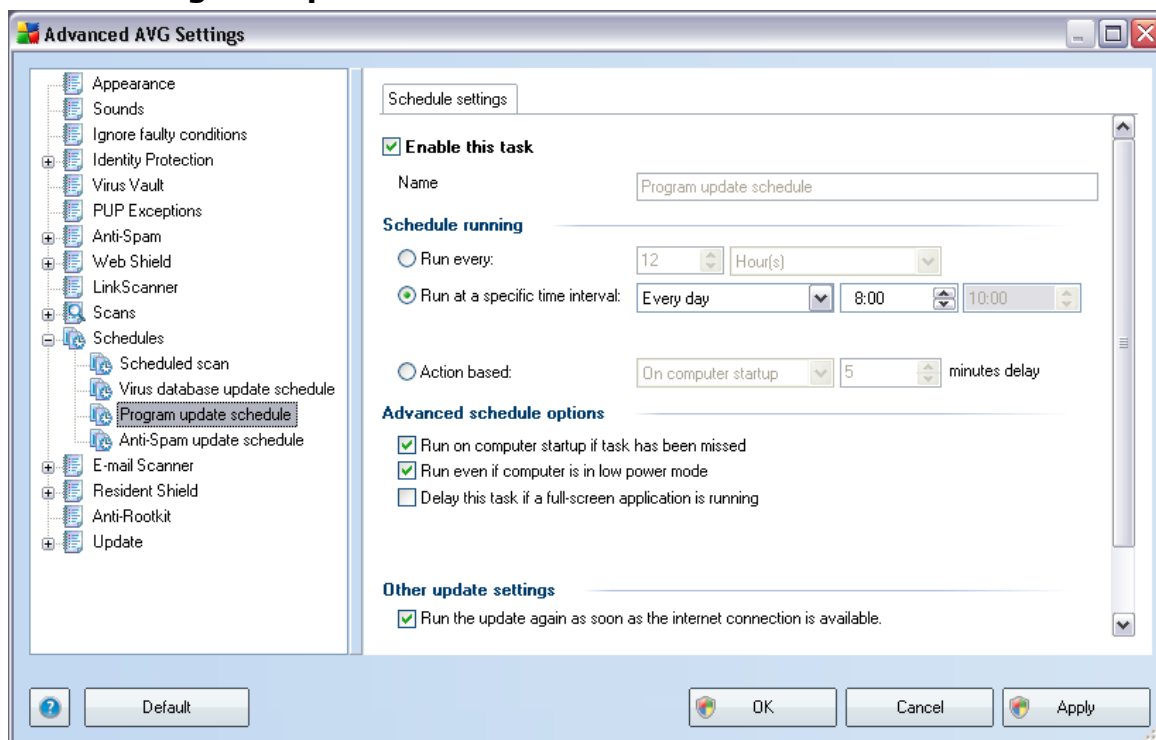 Advanced AVG Settings
Appearance
Sounds
Ignore faulty conditions
Identity Protection
Virus Vault
PUP Exceptions
Anti-Spam
Web Shield
LinkScanner
Scans
Schedules
Scheduled scan
Virus database update schedule
Program update schedule
Anti-Spam update schedule
E-mail Scanner
Resident Shield
Anti-Rootkit
Update
Schedule settings
Enable this task
Name Program update schedule
Schedule running
Run every: 12 Hour(s)
Run at a specific time interval: Every day 8:00 10:00
Action based: On computer startup 5 minutes delay
Advanced schedule options
Run on computer startup if task has been missed
Run even if computer is in low power mode
Delay this task if a full-screen application is running
Other update settings
Run the update again as soon as the internet connection is available.
Default OK Cancel Apply